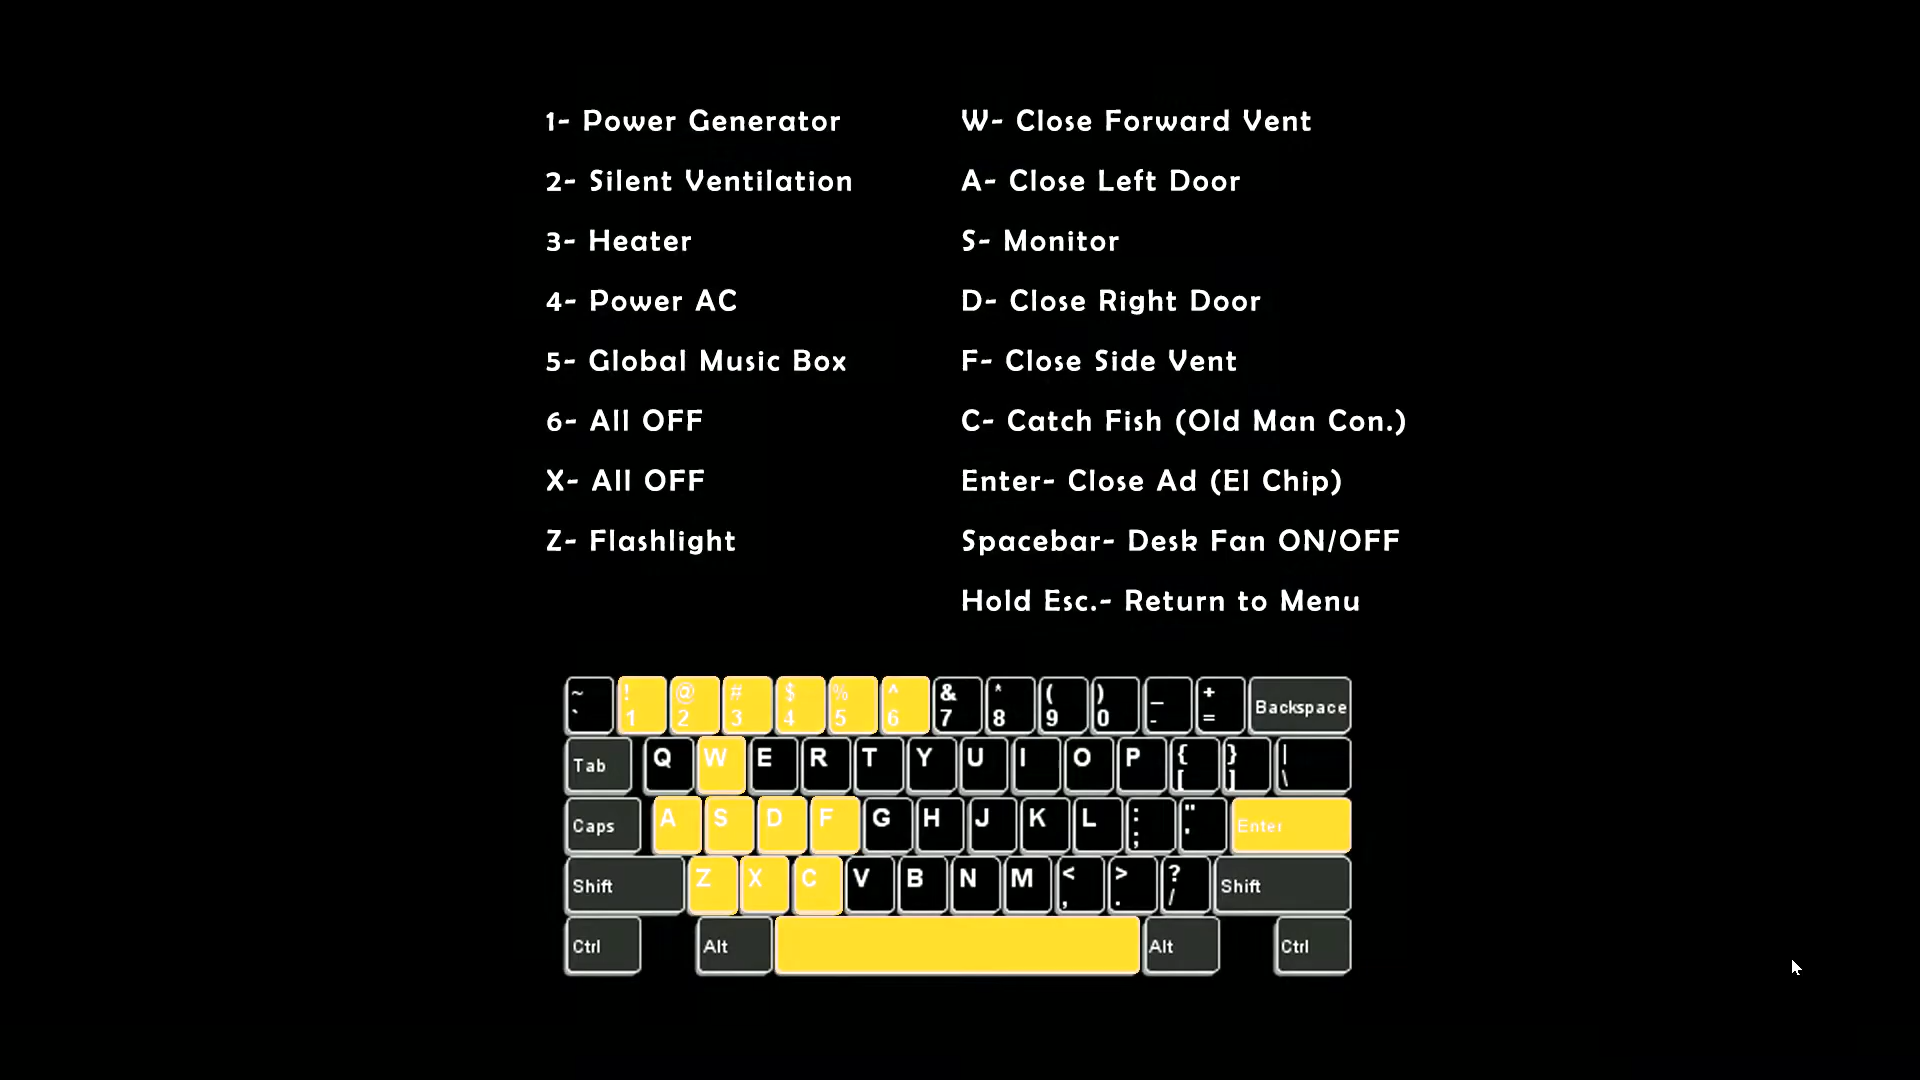 1- Power Generator
2- Silent Ventilation
3- Heater
4- Power AC
5- Global Music Box
6- All OFF
X- All OFF
Z- Flashlight
W- Close Forward Vent
A- Close Left Door
S- Monitor
D- Close Right Door
F- Close Side Vent
C- Catch Fish (Old Man Con.)
Enter- Close Ad (El Chip)
Spacebar- Desk Fan ON/OFF
Hold Esc.- Return to Menu
~ ! @ # $ % ^ & * ( ) _ + Backspace
` 1 2 3 4 5 6 7 8 9 0 - =
Tab Q W E R T Y U I O P { } |
[ ] \
Caps A S D F G H J K L : " Enter
; '
Shift Z X C V B N M < > ? Shift
, . /
Ctrl Alt Alt Ctrl